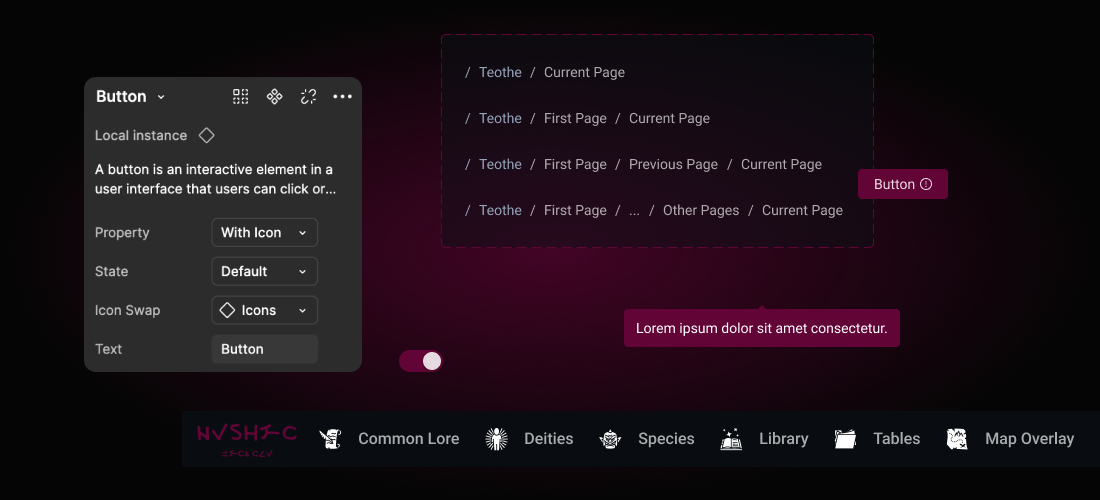 Button
Local instance
A button is an interactive element in a
user interface that users can click or...
Property With Icon
State Default
Icon Swap Icons
Text Button
/ Teothe / Current Page
/ Teothe / First Page / Current Page
/ Teothe / First Page / Previous Page / Current Page
/ Teothe / First Page / ... / Other Pages / Current Page
Button
Lorem ipsum dolor sit amet consectetur.
Common Lore Deities Species Library Tables Map Overlay